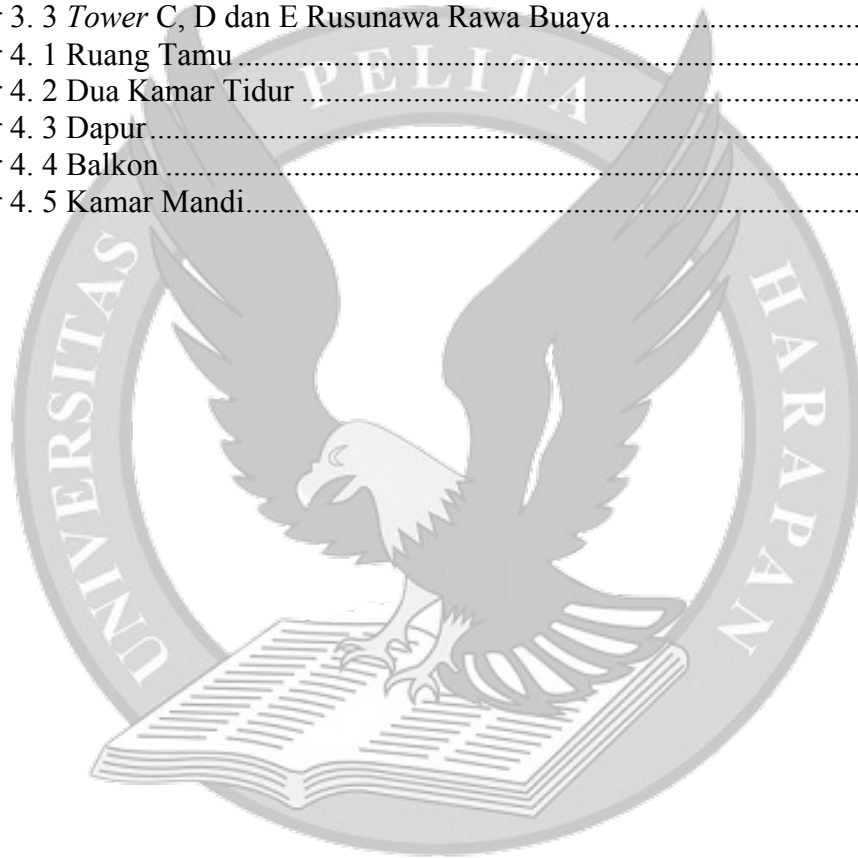 r 3. 3 Tower C, D dan E Rusunawa Rawa Buaya........................
r 4. 1 Ruang Tamu........................
r 4. 2 Dua Kamar Tidur ........................
r 4. 3 Dapur........................
r 4. 4 Balkon ........................
r 4. 5 Kamar Mandi........................
UNIVERSITAS PELITA HARAPAN